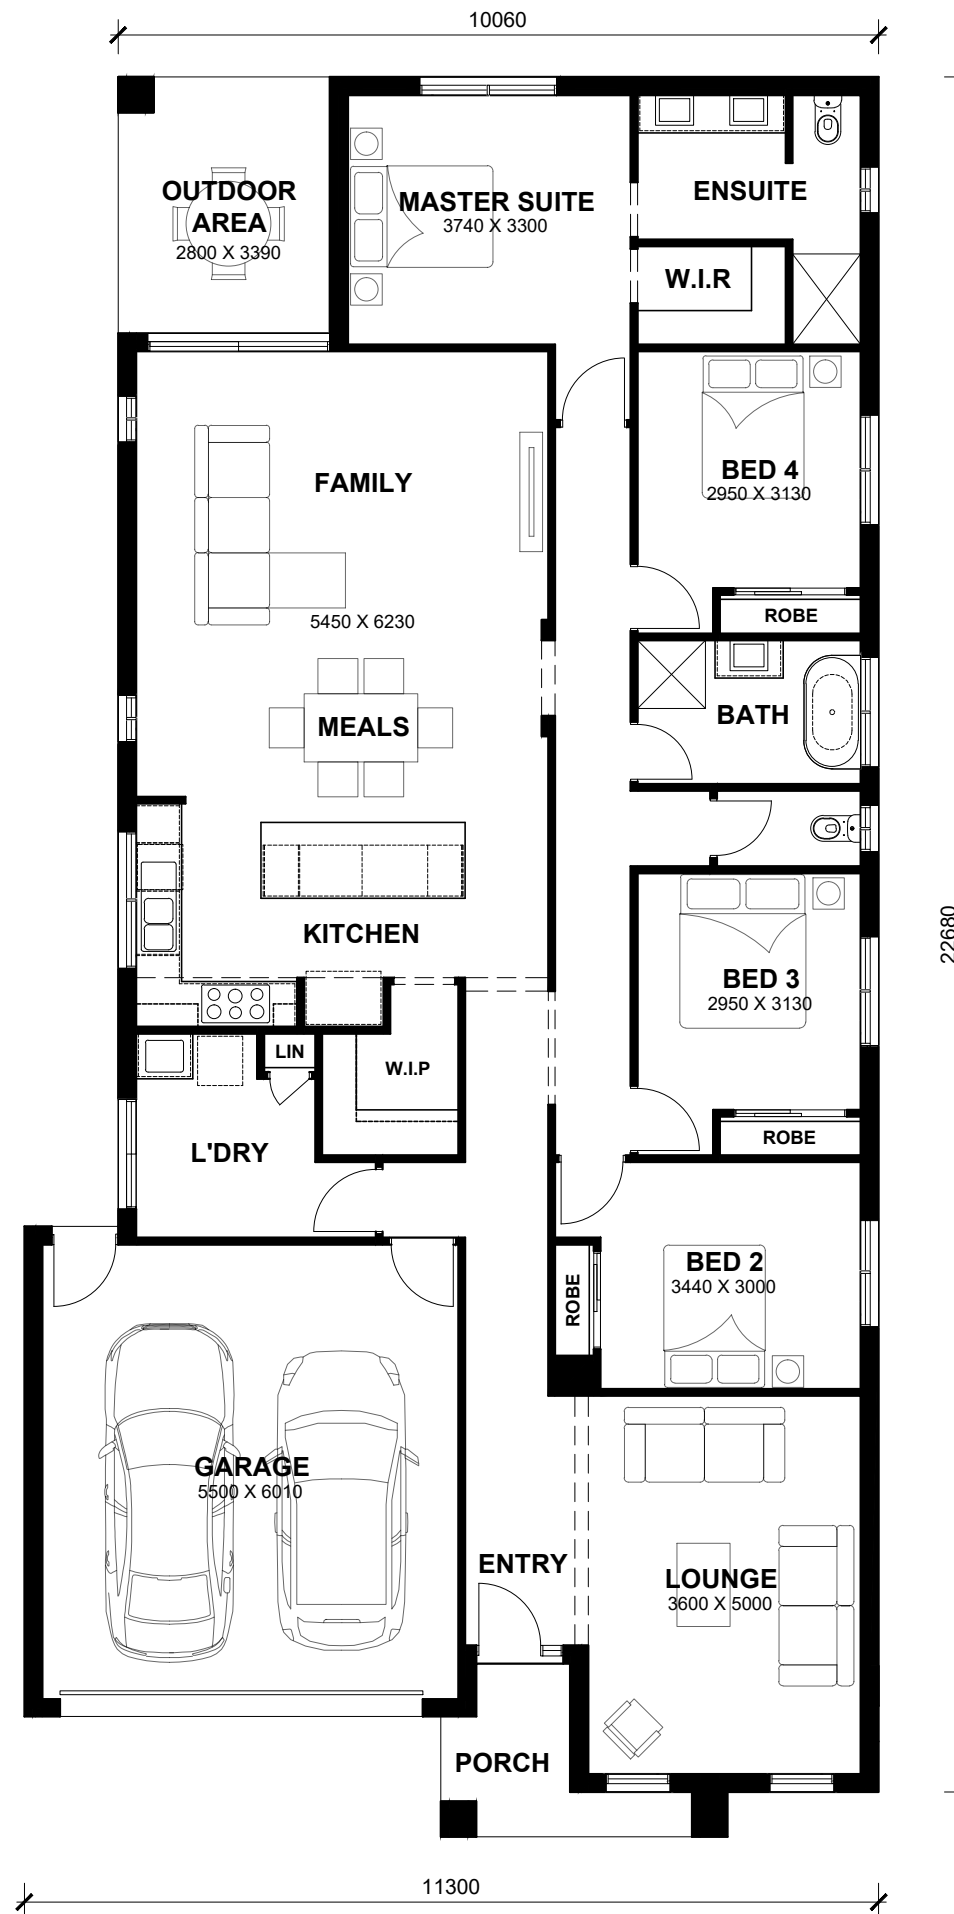 10060
OUTDOOR
AREA
2800 X 3390
MASTER SUITE
3740 X 3300
ENSUITE
W.I.R
FAMILY
5450 X 6230
BED 4
2950 X 3130
ROBE
MEALS
BATH
KITCHEN
22680
BED 3
2950 X 3130
ROBE
LIN
W.I.P
L'DRY
BED 2
3440 X 3000
ROBE
GARAGE
5500 X 6010
ENTRY
LOUNGE
3600 X 5000
PORCH
11300